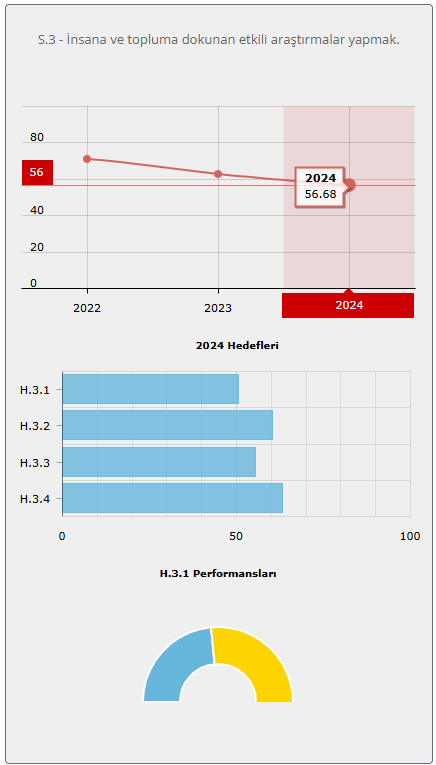 S.3 - İnsana ve topluma dokunan etkili araştırmalar yapmak.
80
56
40
20
0
2024
56.68
2022
2023
2024
2024 Hedefleri
H.3.1
H.3.2
H.3.3
H.3.4
0
50
100
H.3.1 Performansları